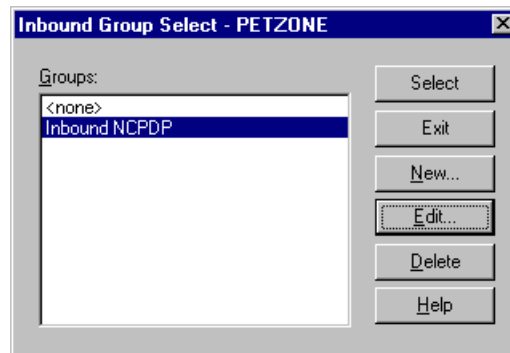 Inbound Group Select - PETZONE
Groups:
<none>
Inbound NCPDP
Select
Exit
New...
Edit...
Delete
Help